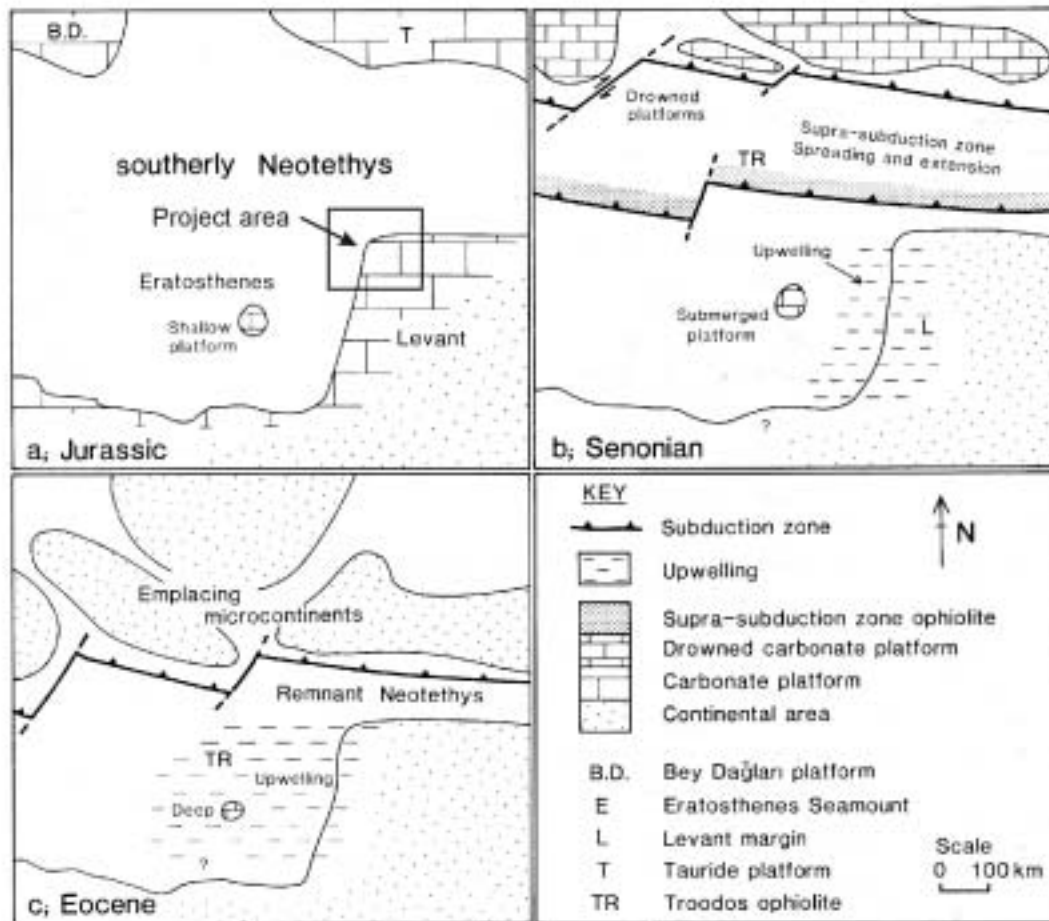 B.D.
T
southerly Neotethys
Project area
Eratosthenes
Shallow
platform
Levant
a; Jurassic
Drowned
platforms
Supra-subduction zone
Spreading and extension
TR
Upwelling
Submerged
platform
L
?
b; Senonian
Emplacing
microcontinents
Remnant Neotethys
TR
Upwelling
Deep
?
c; Eocene
KEY
Subduction zone
N
Upwelling
Supra-subduction zone ophiolite
Drowned carbonate platform
Carbonate platform
Continental area
B.D. Bey Dağları platform
E Eratosthenes Seamount
L Levant margin
T Tauride platform
TR Troodos ophiolite
Scale
0 100 km